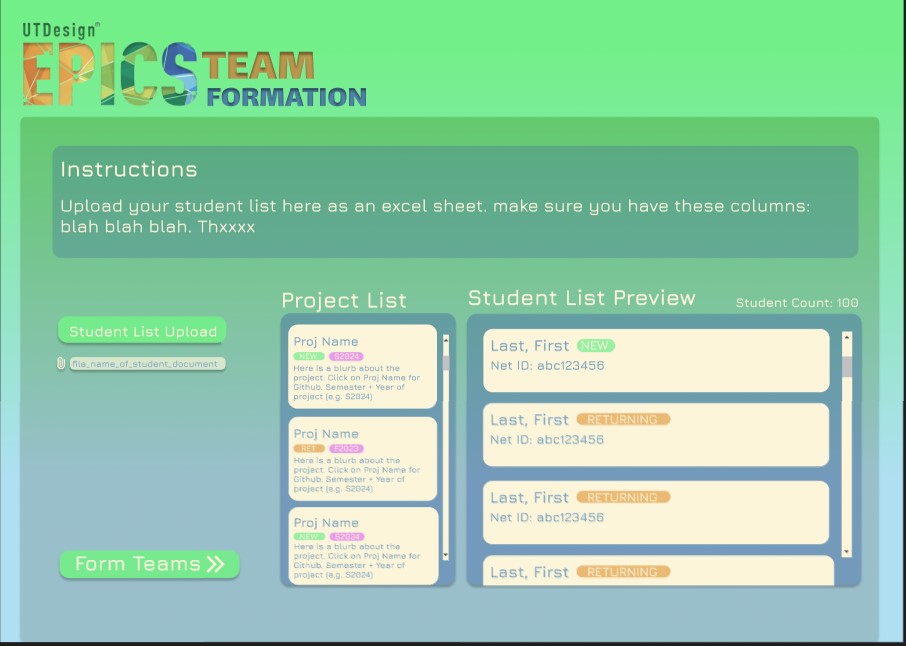 UTDesign®
EPICS TEAM
FORMATION
Instructions
Upload your student list here as an excel sheet. make sure you have these columns:
blah blah blah. Thxxxx
Project List
Student List Preview
Student Count: 100
Student List Upload
file_name_of_student_document
Form Teams
Proj Name
NEW S2024
Here is a blurb about the
project. Click on Proj Name for
Github. Semester + Year of
project (e.g. S2024)
Proj Name
RET F2023
Here is a blurb about the
project. Click on Proj Name for
Github. Semester + Year of
project (e.g. S2024)
Proj Name
NEW S2024
Here is a blurb about the
project. Click on Proj Name for
Github. Semester + Year of
project (e.g. S2024)
Last, First NEW
Net ID: abc123456
Last, First RETURNING
Net ID: abc123456
Last, First RETURNING
Net ID: abc123456
Last, First RETURNING